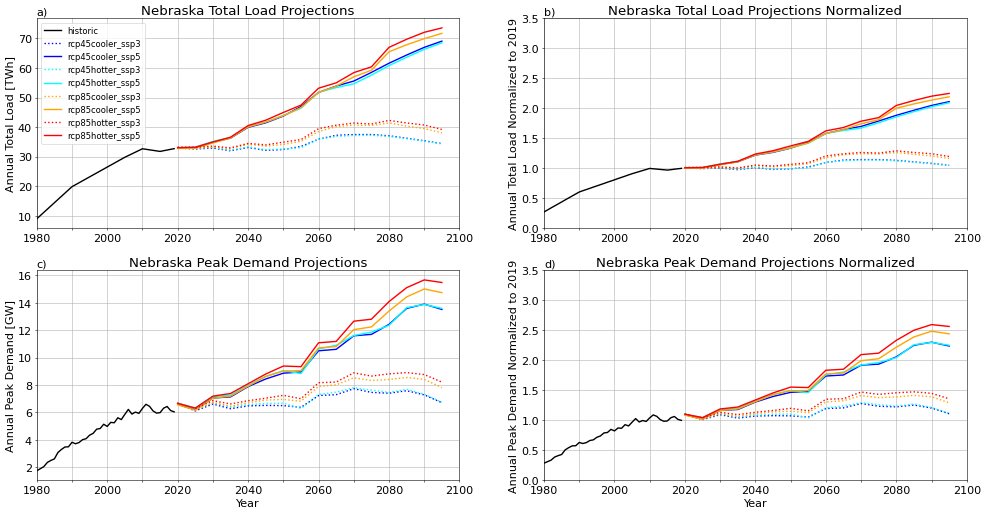 a)
Nebraska Total Load Projections
Annual Total Load [TWh]
70
60
50
40
30
20
10
historic
rcp45cooler_ssp3
rcp45cooler_ssp5
rcp45hotter_ssp3
rcp45hotter_ssp5
rcp85cooler_ssp3
rcp85cooler_ssp5
rcp85hotter_ssp3
rcp85hotter_ssp5
1980 2000 2020 2040 2060 2080 2100
b)
Nebraska Total Load Projections Normalized
Annual Total Load Normalized to 2019
3.5
3.0
2.5
2.0
1.5
1.0
0.5
0.0
1980 2000 2020 2040 2060 2080 2100
c)
Nebraska Peak Demand Projections
Annual Peak Demand [GW]
16
14
12
10
8
6
4
2
1980 2000 2020 2040 2060 2080 2100
Year
d)
Nebraska Peak Demand Projections Normalized
Annual Peak Demand Normalized to 2019
3.5
3.0
2.5
2.0
1.5
1.0
0.5
0.0
1980 2000 2020 2040 2060 2080 2100
Year